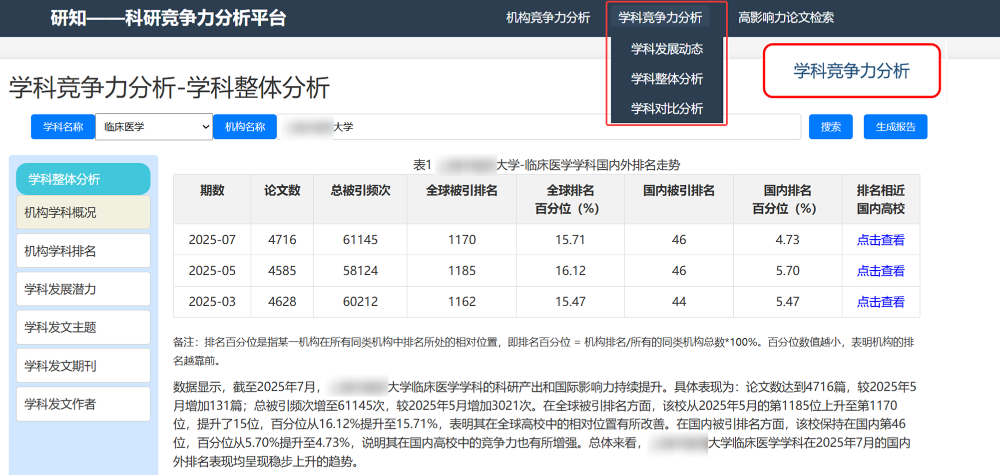 研知——科研竞争力分析平台
机构竞争力分析
学科竞争力分析
高影响力论文检索
学科发展动态
学科整体分析
学科对比分析
学科竞争力分析
学科竞争力分析-学科整体分析
学科名称 临床医学 机构名称 大学 搜索 生成报告
学科整体分析
机构学科概况
机构学科排名
学科发展潜力
学科发文主题
学科发文期刊
学科发文作者
表1 大学-临床医学学科国内外排名走势
期数 论文数 总被引频次 全球被引排名 全球排名百分位（%） 国内被引排名 国内排名百分位（%） 排名相近国内高校
2025-07 4716 61145 1170 15.71 46 4.73 点击查看
2025-05 4585 58124 1185 16.12 46 5.70 点击查看
2025-03 4628 60212 1162 15.47 44 5.47 点击查看
备注：排名百分位是指某一机构在所有同类机构中排名所处的相对位置，即排名百分位 = 机构排名/所有的同类机构总数*100%。百分位数值越小，表明机构的排
名越靠前。
数据显示，截至2025年7月， 大学临床医学学科的科研产出和国际影响力持续提升。具体表现为：论文数达到4716篇，较2025年5
月增加131篇；总被引频次增至61145次，较2025年5月增加3021次。在全球被引排名方面，该校从2025年5月的第1185位上升至第1170
位，提升了15位，百分位从16.12%提升至15.71%，表明其在全球高校中的相对位置有所改善。在国内被引排名方面，该校保持在国内第46
位，百分位从5.70%提升至4.73%，说明其在国内高校中的竞争力也有所增强。总体来看， 大学临床医学学科在2025年7月的国内
外排名表现均呈现稳步上升的趋势。